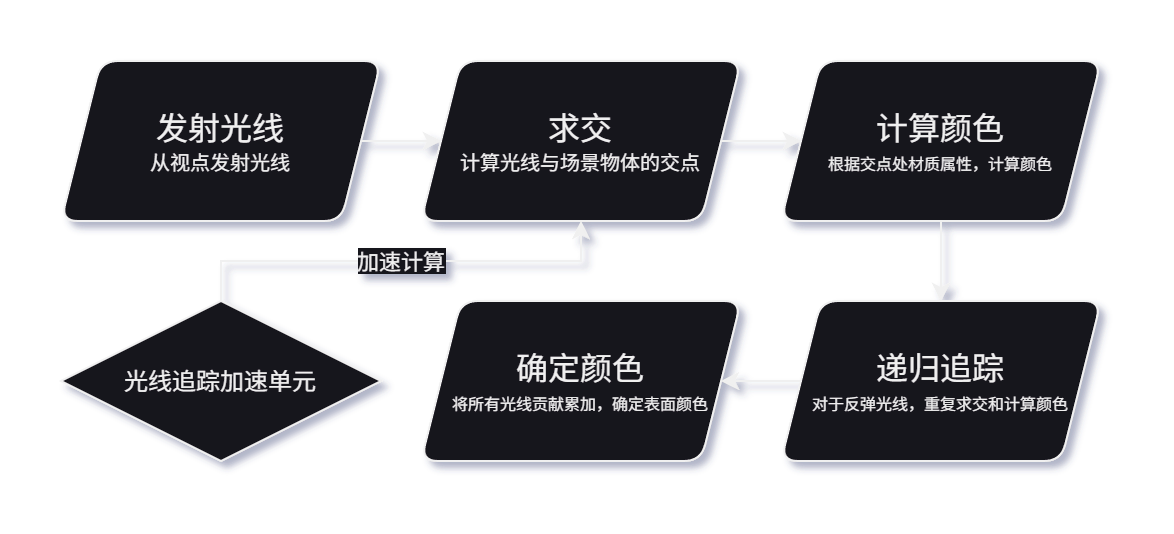 发射光线
从视点发射光线
求交
计算光线与场景物体的交点
计算颜色
根据交点处材质属性，计算颜色
加速计算
光线追踪加速单元
确定颜色
将所有光线贡献累加，确定表面颜色
递归追踪
对于反弹光线，重复求交和计算颜色